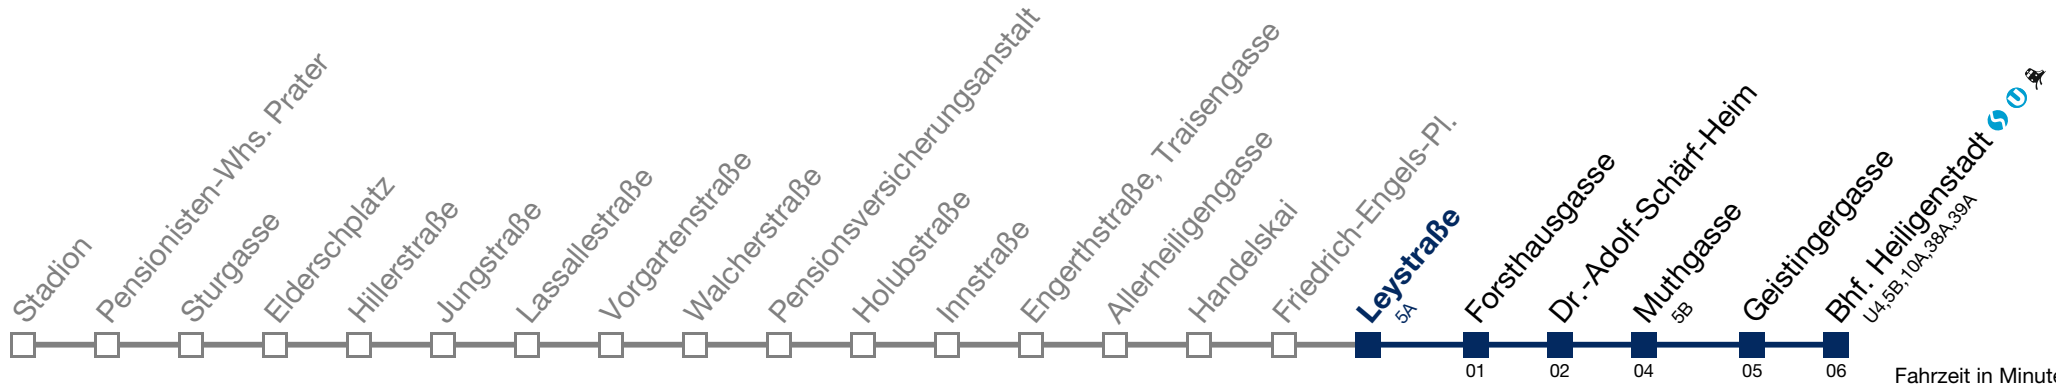 Stadion
Pensionisten-Whs. Prater
Sturgasse
Elderschplatz
Hillerstraße
Jungstraße
Lassallestraße
Vorgartenstraße
Walcherstraße
Pensionsversicherungsanstalt
Holubstraße
Innstraße
Engerthstraße, Traisengasse
Allerheiligengasse
Handelskai
Friedrich-Engels-Pl.
Leystraße
5A
Forsthausgasse
Dr.-Adolf-Schärf-Heim
Muthgasse
5B
Geistingergasse
Bhf. Heiligenstadt S U
U4,5B,10A,38A,39A
01 02 04 05 06
Fahrzeit in Minute